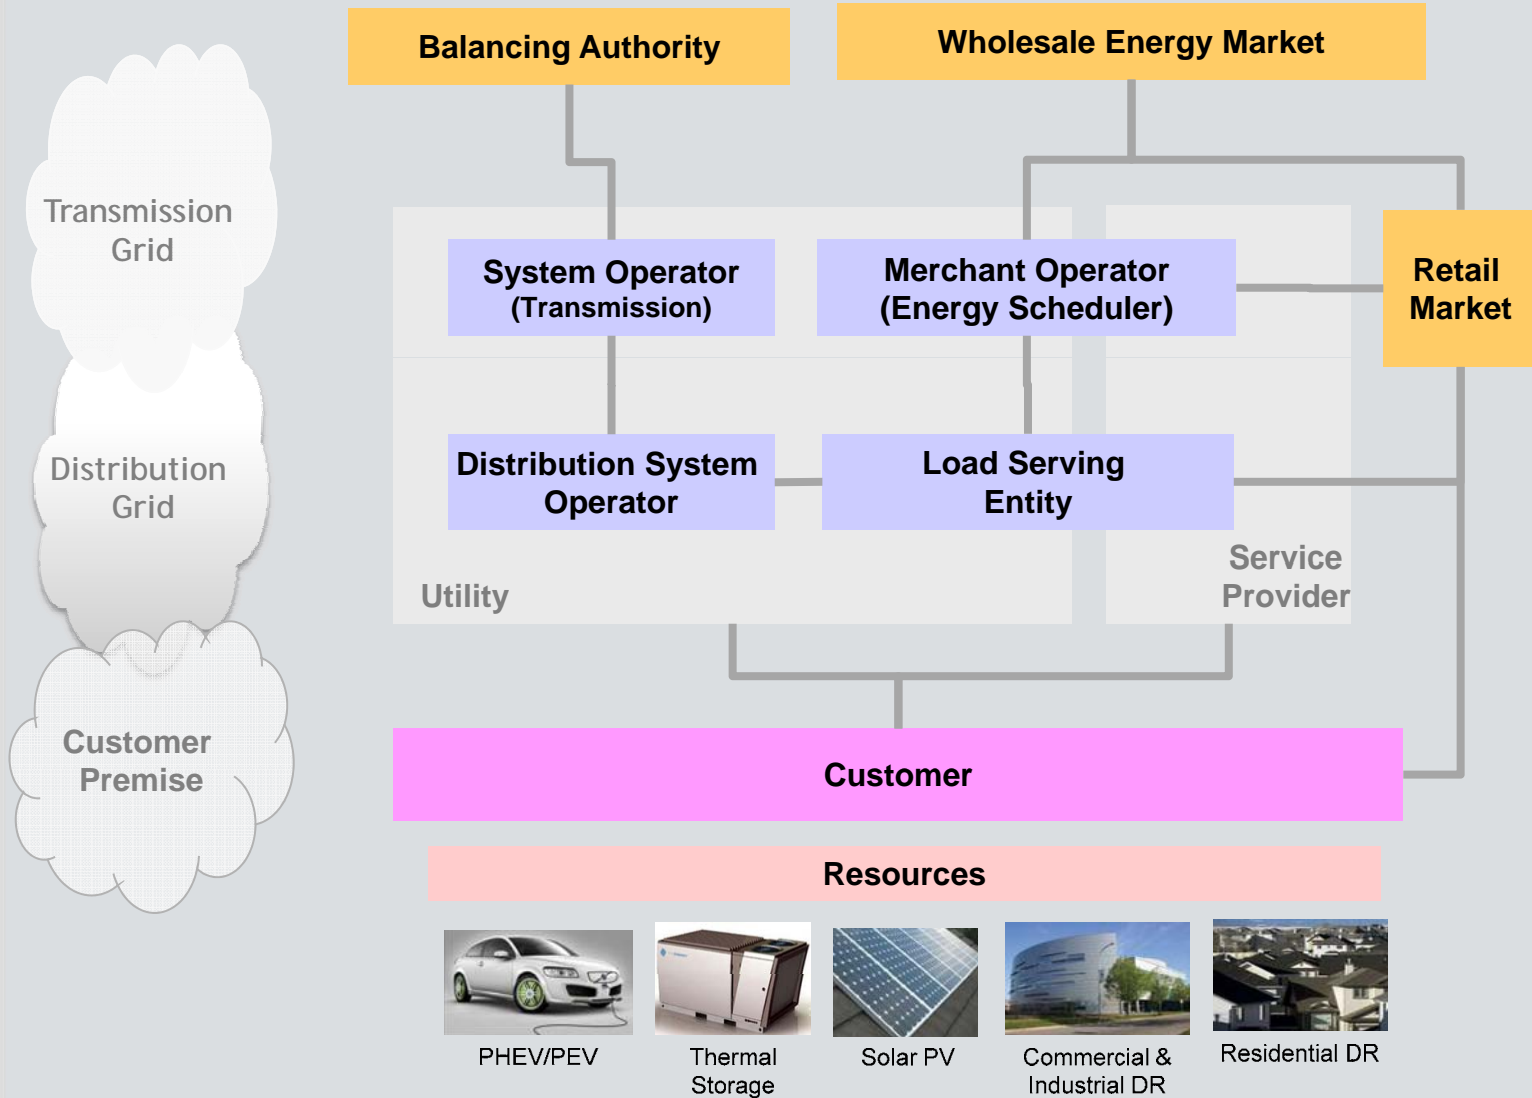 Balancing Authority
Wholesale Energy Market
Transmission
Grid
System Operator
(Transmission)
Merchant Operator
(Energy Scheduler)
Retail
Market
Distribution
Grid
Distribution System
Operator
Load Serving
Entity
Utility
Service
Provider
Customer
Premise
Customer
Resources
PHEV/PEV
Thermal
Storage
Solar PV
Commercial &
Industrial DR
Residential DR